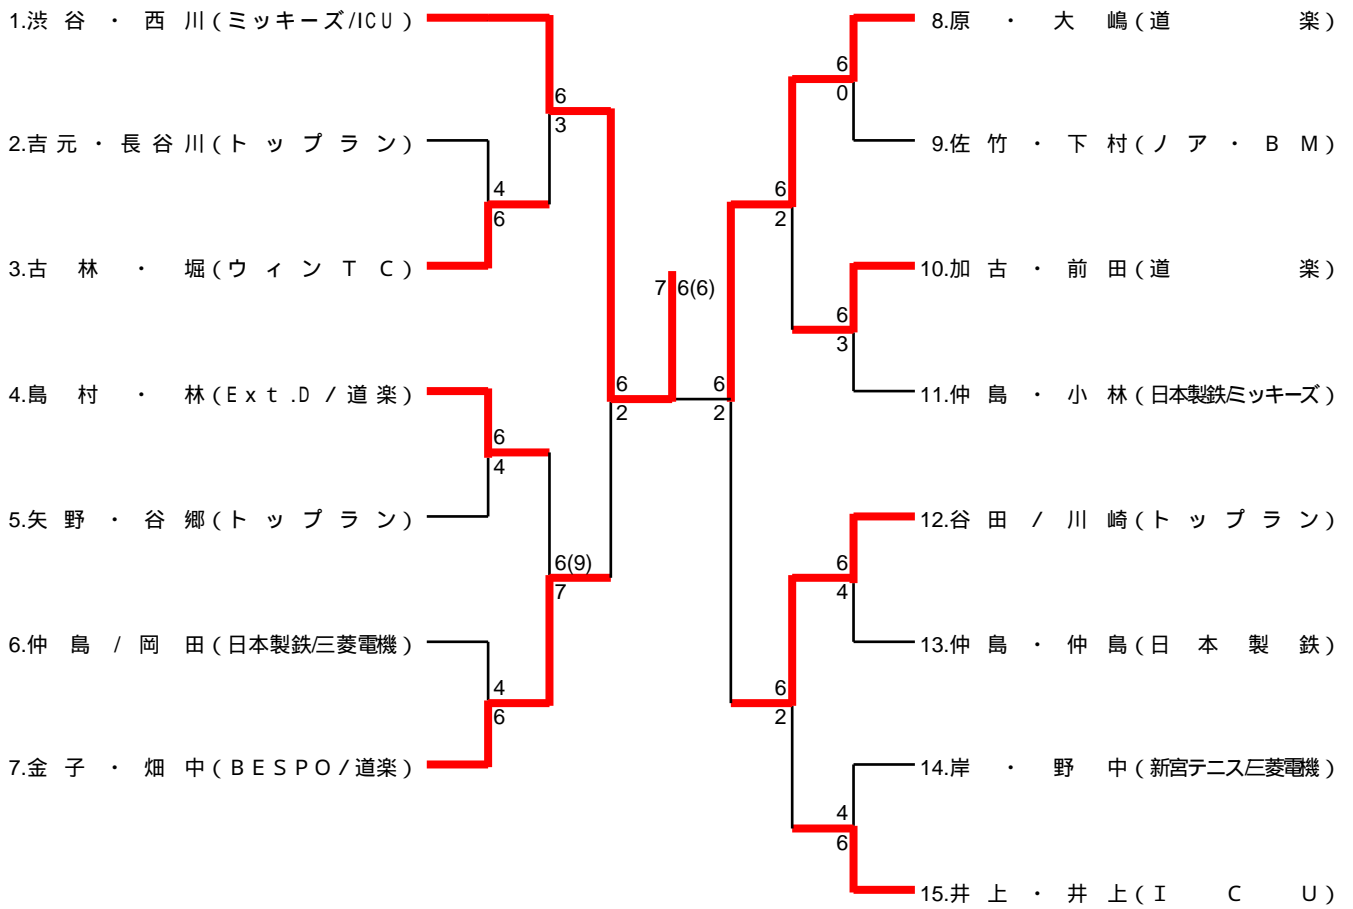 1.渋谷・西川(ミッキーズ/ICU)
6
3
2.吉元・長谷川(トップラン)
4
6
3.古林・堀(ウィンTC)
4.島村・林(Ext.D/道楽)
6
4
5.矢野・谷郷(トップラン)
6(9)
7
6.仲島/岡田(日本製鉄/三菱電機)
4
6
7.金子・畑中(BESPO/道楽)
6
2
7 6(6)
6
2
8.原・大嶋(道楽)
6
0
9.佐竹・下村(ノア・BM)
6
2
10.加古・前田(道楽)
6
3
11.仲島・小林(日本製鉄/ミッキーズ)
12.谷田/川崎(トップラン)
6
4
13.仲島・仲島(日本製鉄)
6
2
14.岸・野中(新宮テニス/三菱電機)
4
6
15.井上・井上(ICU)